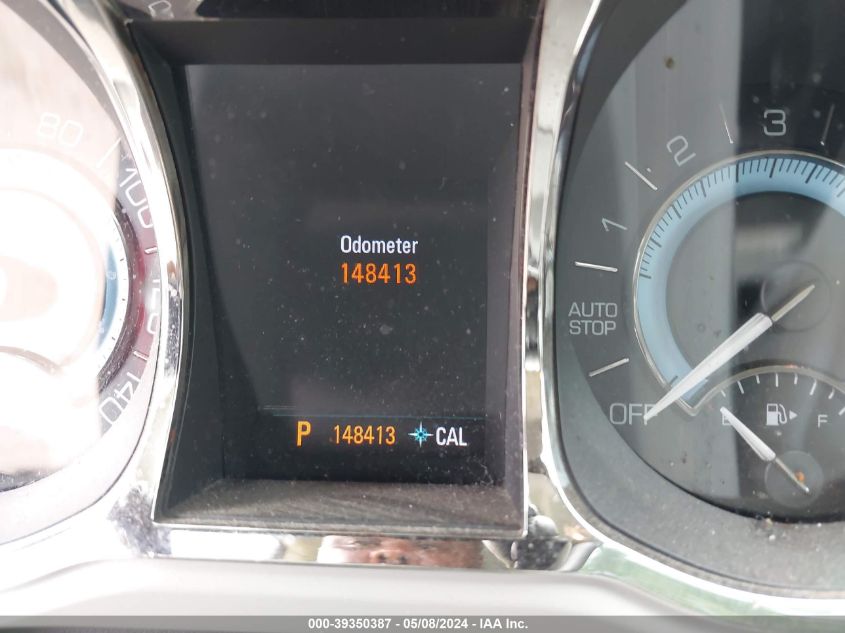 80
100
120
140
Odometer
148413
P 148413 CAL
1
2
3
AUTO
STOP
OFF
E
F
000-39350387 - 05/08/2024 - IAA Inc.